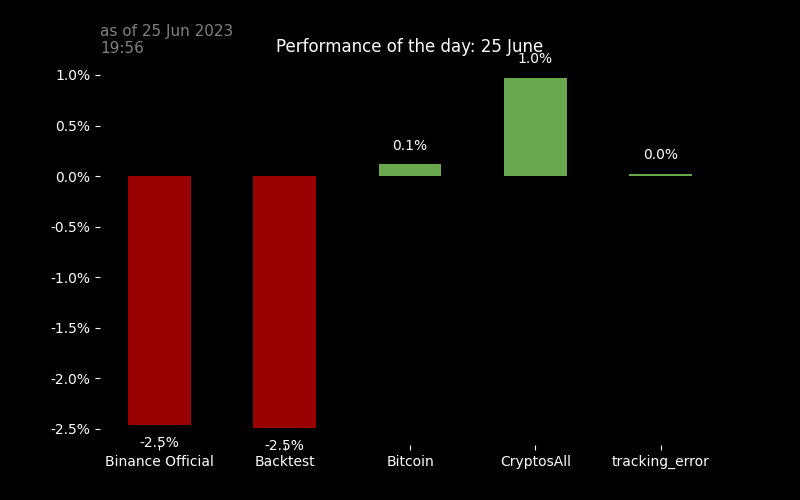 as of 25 Jun 2023
19:56
Performance of the day: 25 June
1.0%
1.0%
0.5%
0.1%
0.0%
0.0%
-0.5%
-1.0%
-1.5%
-2.0%
-2.5%
-2.5%
-2.5%
Binance Official
Backtest
Bitcoin
CryptosAll
tracking_error